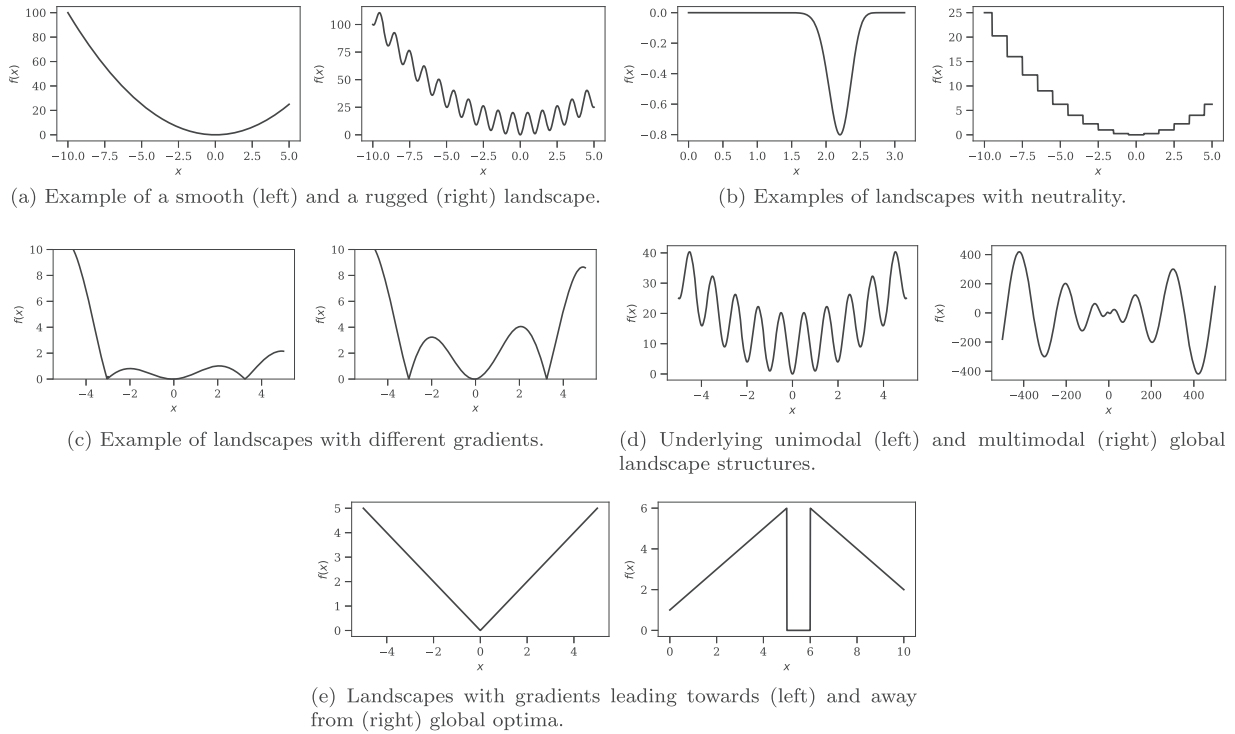 100
80
60
40
20
0
f(x)
−10.0 −7.5 −5.0 −2.5 0.0 2.5 5.0
x
100
75
50
25
0
f(x)
−10.0 −7.5 −5.0 −2.5 0.0 2.5 5.0
x
(a) Example of a smooth (left) and a rugged (right) landscape.
0.0
−0.2
−0.4
−0.6
−0.8
f(x)
0.0 0.5 1.0 1.5 2.0 2.5 3.0
x
25
20
15
10
5
0
f(x)
−10.0 −7.5 −5.0 −2.5 0.0 2.5 5.0
x
(b) Examples of landscapes with neutrality.
10
8
6
4
2
0
f(x)
−4 −2 0 2 4
x
10
8
6
4
2
0
f(x)
−4 −2 0 2 4
x
(c) Example of landscapes with different gradients.
40
30
20
10
0
f(x)
−4 −2 0 2 4
x
400
200
0
−200
−400
f(x)
−400 −200 0 200 400
x
(d) Underlying unimodal (left) and multimodal (right) global
landscape structures.
5
4
3
2
1
0
f(x)
−4 −2 0 2 4
x
6
4
2
0
f(x)
0 2 4 6 8 10
x
(e) Landscapes with gradients leading towards (left) and away
from (right) global optima.